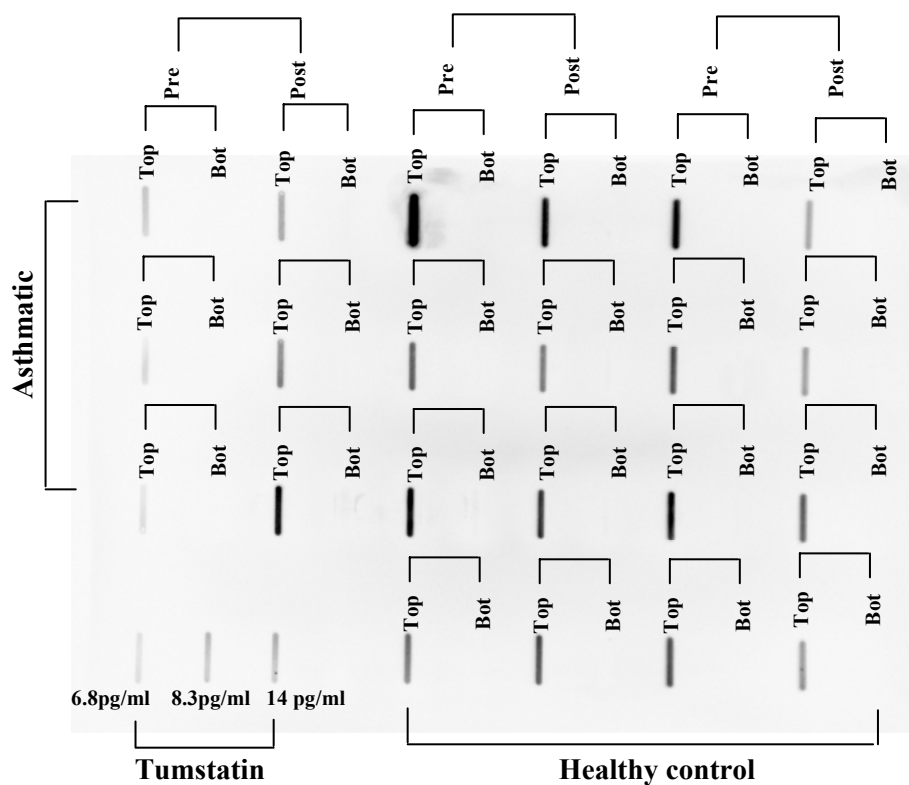 Pre Post Pre Post Pre Post
Top Bot Top Bot Top Bot Top Bot Top Bot Top Bot
Asthmatic
Top Bot Top Bot Top Bot Top Bot Top Bot Top Bot
Top Bot Top Bot Top Bot Top Bot Top Bot Top Bot
Top Bot Top Bot Top Bot Top Bot
6.8pg/ml 8.3pg/ml 14 pg/ml
Tumstatin Healthy control